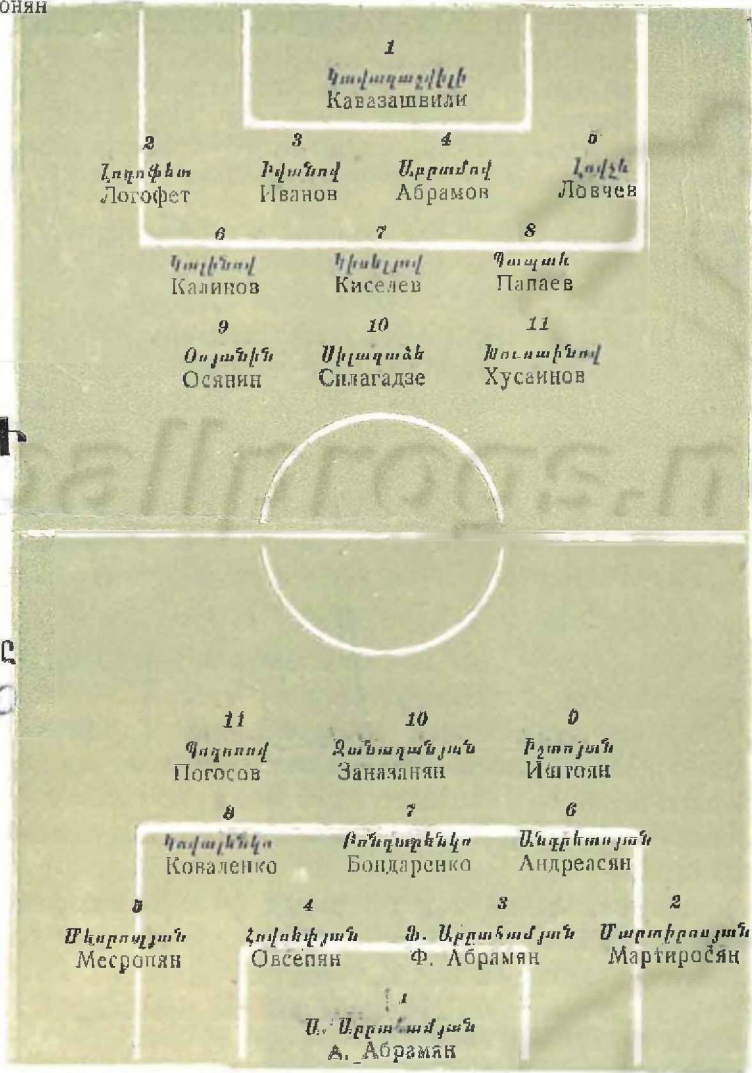 онян
1
Կավազաշվիլի
Кавазашвили
2 3 4 5
Լոգոֆետ Իվանով Աբրամով Լովչև
Логофет Иванов Абрамов Ловчев
6 7 8
Կալինով Կիսելյով Պապաև
Калинов Киселев Папаев
9 10 11
Օսյանին Սիլագաձե Խուսաինով
Осянин Силагадзе Хусаинов
11 10 9
Պողոսով Զանազանյան Իշտոյան
Погосов Заназанян Иштоян
8 7 6
Կովալենկո Բոնդարենկո Անդրեասյան
Коваленко Бондаренко Андреасян
5 4 3 2
Մեսրոպյան Հովսեփյան Ֆ. Աբրահամյան Մարտիրոսյան
Месропян Овсепян Ф. Абрамян Мартиросян
1
Ա. Աբրահամյան
А. Абрамян